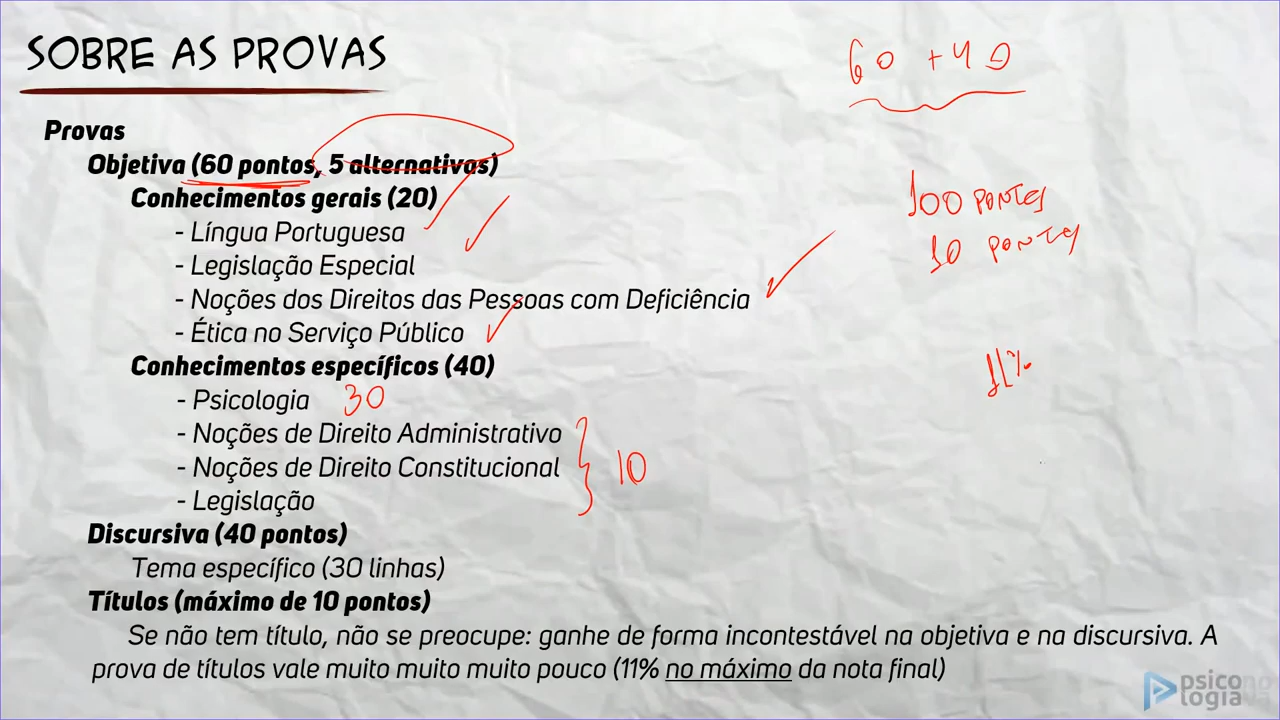 SOBRE AS PROVAS
60 + 40
Provas
Objetiva (60 pontos, 5 alternativas)
Conhecimentos gerais (20)
- Língua Portuguesa
- Legislação Especial
- Noções dos Direitos das Pessoas com Deficiência
- Ética no Serviço Público
100 PONTOS
10 PONTOS
Conhecimentos específicos (40)
11%
- Psicologia 30
- Noções de Direito Administrativo
- Noções de Direito Constitucional
10
- Legislação
Discursiva (40 pontos)
Tema específico (30 linhas)
Títulos (máximo de 10 pontos)
Se não tem título, não se preocupe: ganhe de forma incontestável na objetiva e na discursiva. A
prova de títulos vale muito muito muito pouco (11% no máximo da nota final)
psicono
logiava